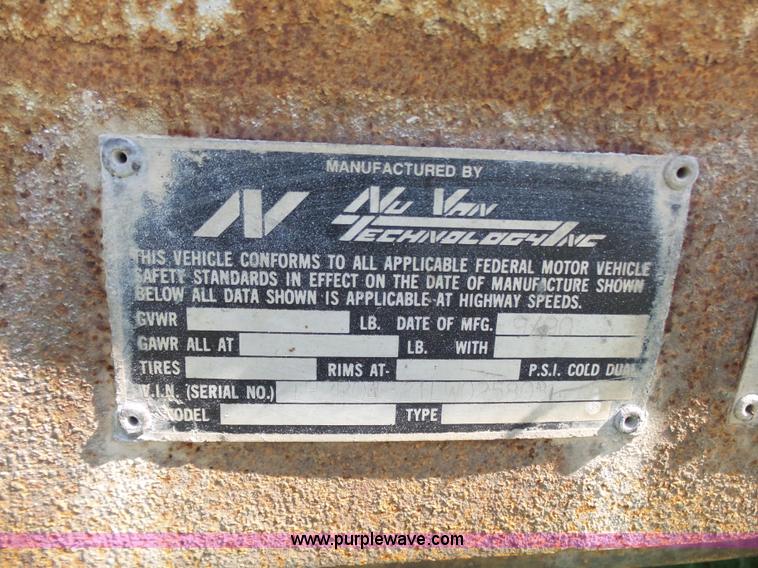 MANUFACTURED BY
N NU VAN
TECHNOLOGY INC
THIS VEHICLE CONFORMS TO ALL APPLICABLE FEDERAL MOTOR VEHICLE
SAFETY STANDARDS IN EFFECT ON THE DATE OF MANUFACTURE SHOWN
BELOW ALL DATA SHOWN IS APPLICABLE AT HIGHWAY SPEEDS.
GVWR LB. DATE OF MFG.
GAWR ALL AT LB. WITH
TIRES RIMS AT- P.S.I. COLD DUAL
V.I.N. (SERIAL NO.)
MODEL TYPE
www.purplewave.com